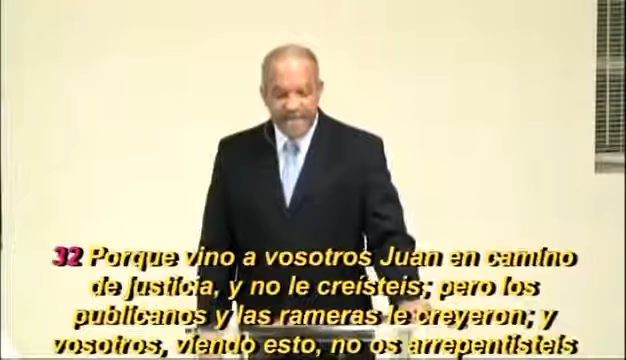 32 Porque vino a vosotros Juan en camino
de justicia, y no le creísteis; pero los
publicanos y las rameras le creyeron; y
vosotros, viendo esto, no os arrepentisteis